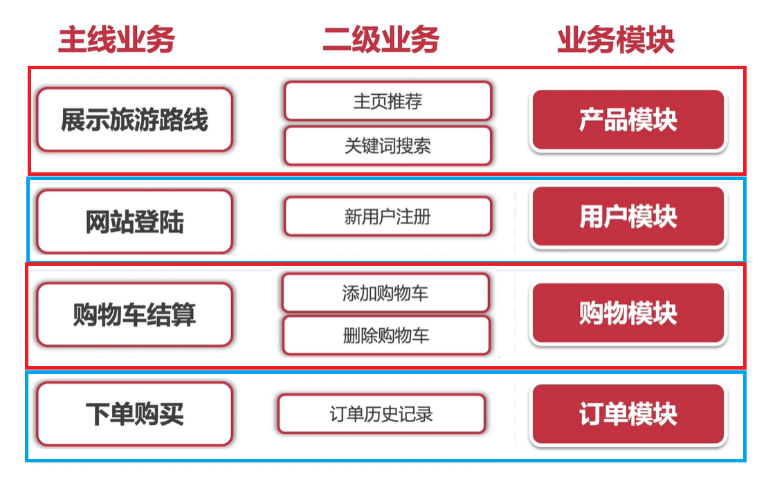 主线业务 二级业务 业务模块
展示旅游路线
主页推荐
关键词搜索
产品模块
网站登陆
新用户注册
用户模块
购物车结算
添加购物车
删除购物车
购物模块
下单购买
订单历史记录
订单模块